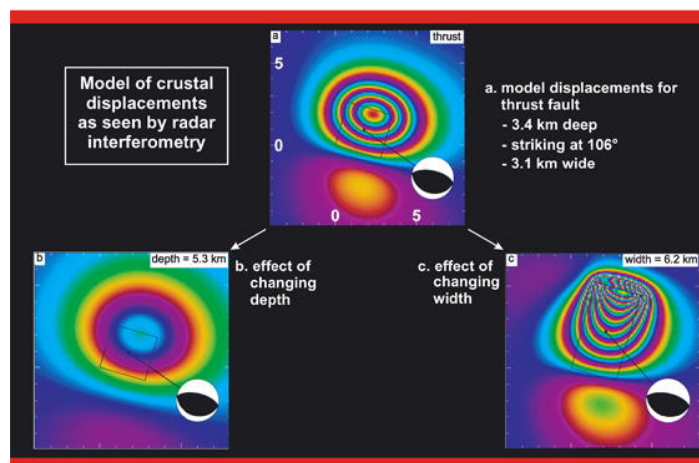 a
thrust
5
0
0
5
Model of crustal
displacements
as seen by radar
interferometry
a. model displacements for
thrust fault
- 3.4 km deep
- striking at 106°
- 3.1 km wide
b
depth = 5.3 km
b. effect of
changing
depth
c. effect of
changing
width
c
width = 6.2 km